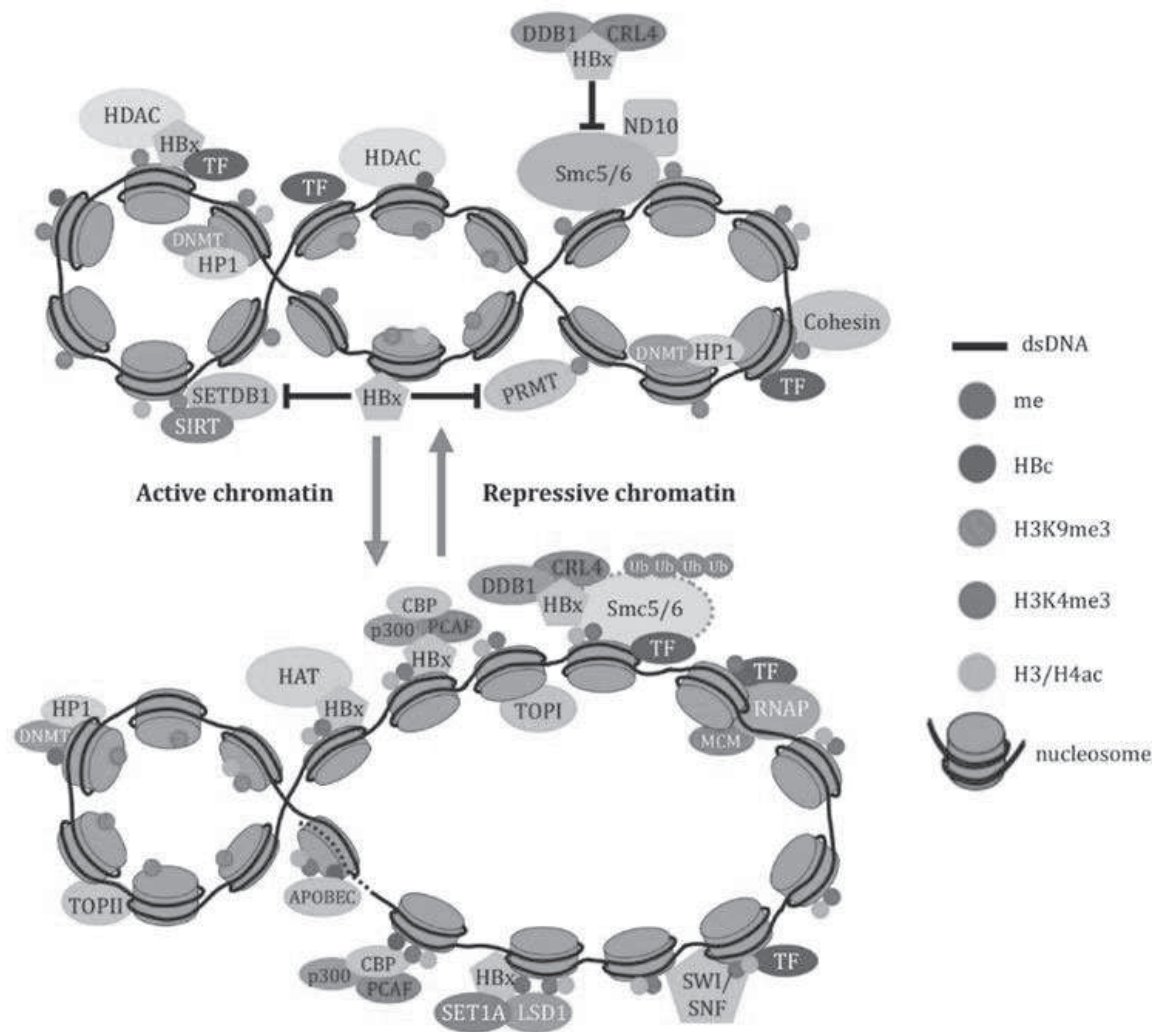 DDB1 CRL4
HBx
HDAC
HBx
TF
ND10
HDAC
Smc5/6
TF
DNMT
HP1
Cohesin
DNMT HP1
TF
SETDB1
HBx
PRMT
SIRT
Active chromatin
Repressive chromatin
dsDNA
me
HBc
H3K9me3
H3K4me3
H3/H4ac
nucleosome
CRL4
Ub Ub Ub Ub
DDB1
HBx
Smc5/6
TF
CBP
p300 PCAF
HBx
HAT
HBx
TOPI
TF
RNAP
MCM
HP1
DNMT
TOPII
APOBEC
CBP
p300
PCAF
HBx
SET1A LSD1
SWI/
SNF
TF